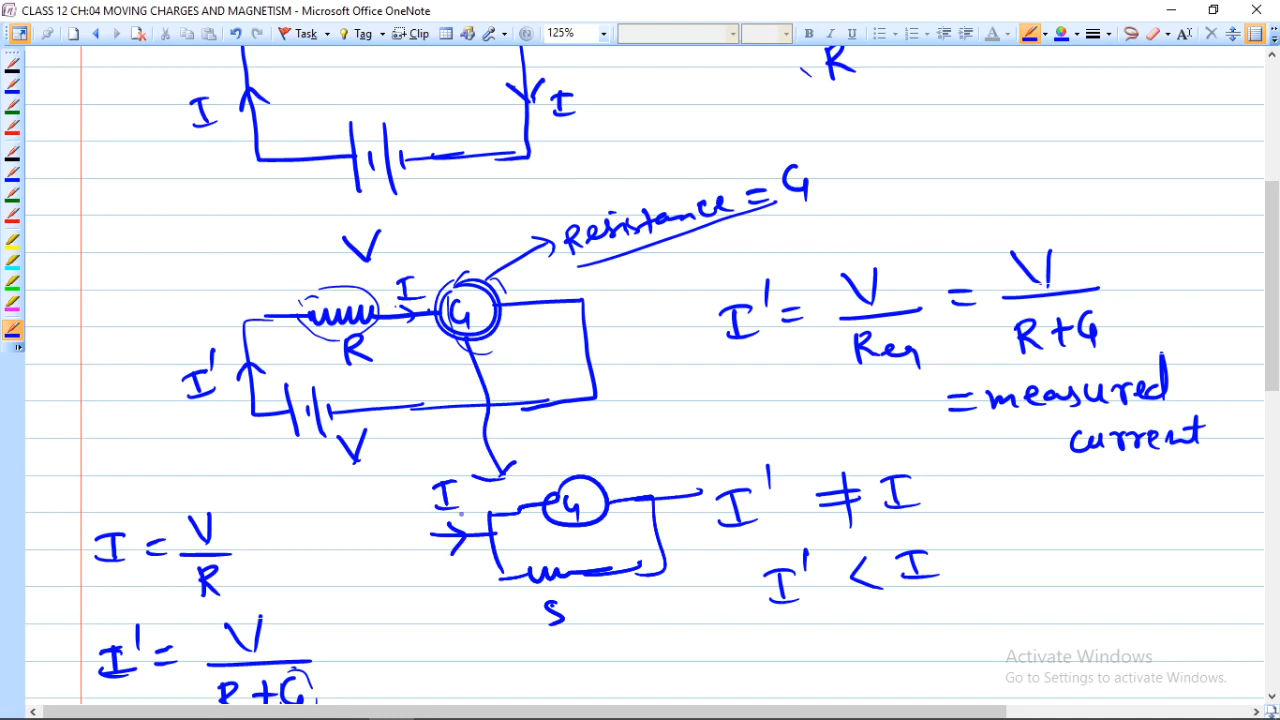 CLASS 12 CH:04 MOVING CHARGES AND MAGNETISM - Microsoft Office OneNote
Task Tag Clip 125% B I U
R
I I
Resistance = G
V
I G
R
I'
V
I' = V / Req = V / R+G
= measured
current
I G I' ≠ I
S I' < I
I = V / R
I' = V / R+G
Activate Windows
Go to Settings to activate Windows.